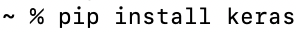 ~ % pip install keras